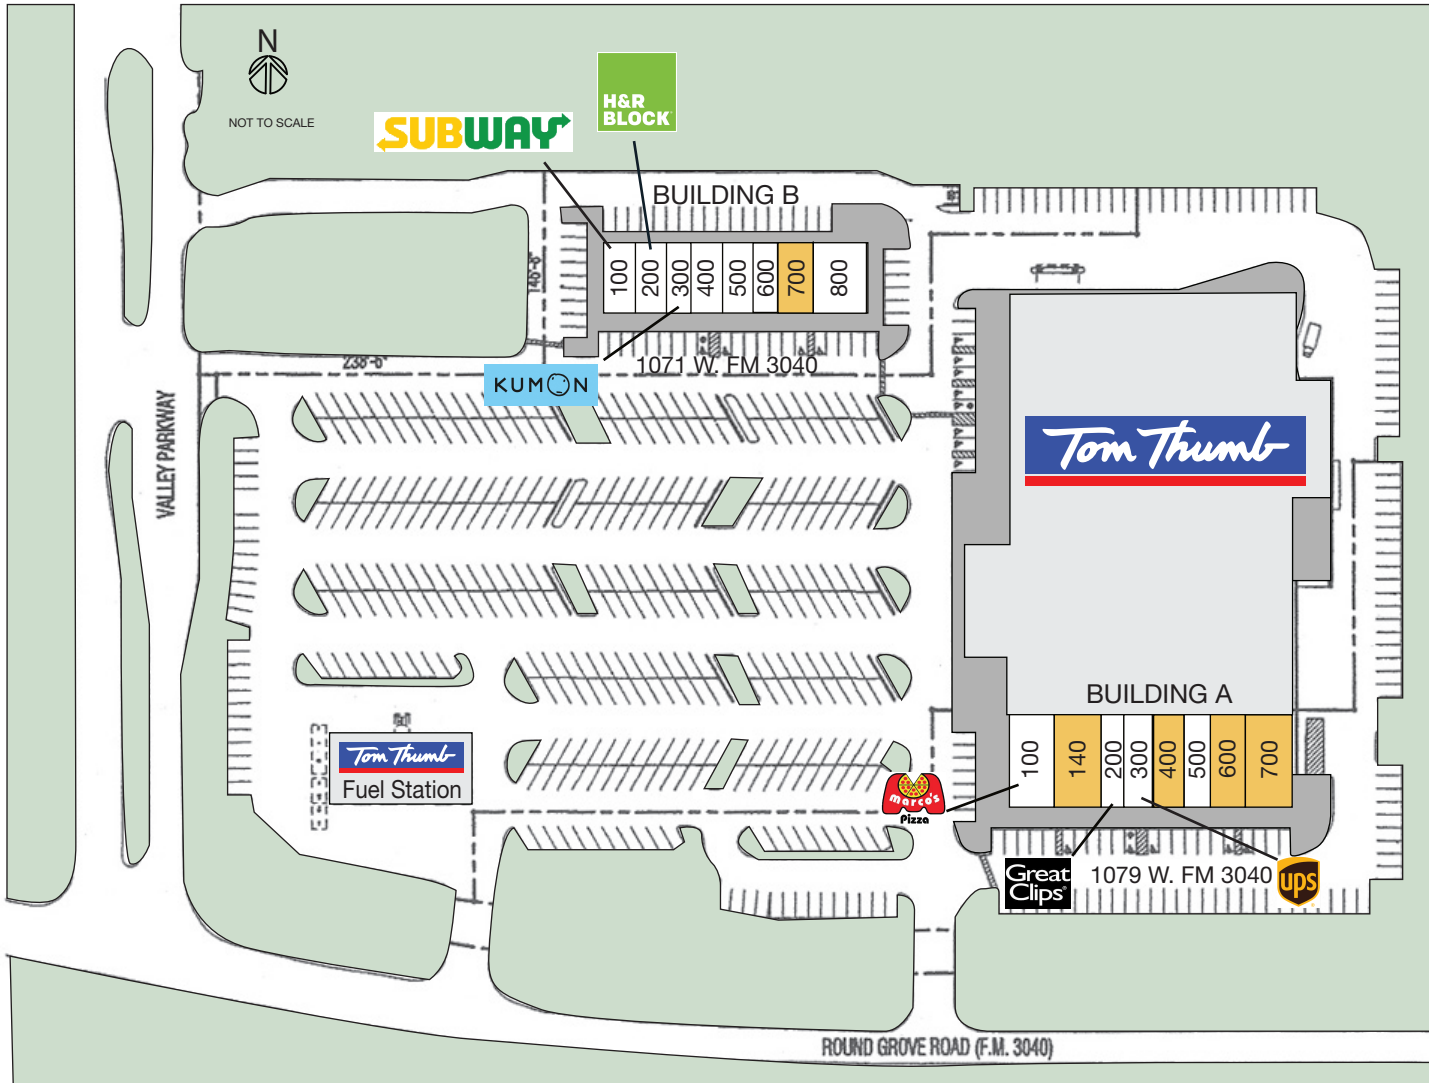 N
NOT TO SCALE
H&R
BLOCK
SUBWAY
BUILDING B
100
200
300
400
500
600
700
800
146'-6"
238'-6"
1071 W. FM 3040
KUMON
VALLEY PARKWAY
Tom Thumb
BUILDING A
100
140
200
300
400
500
600
700
Tom Thumb
Fuel Station
marco's
Pizza
Great
Clips
1079 W. FM 3040
ups
ROUND GROVE ROAD (F.M. 3040)